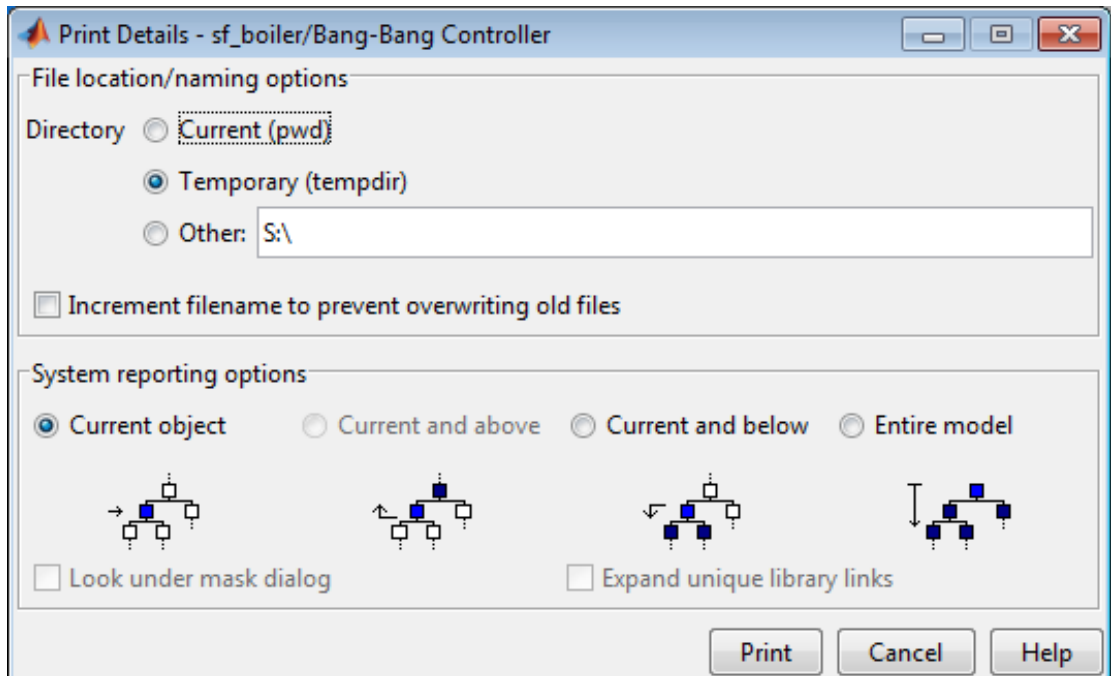 Print Details - sf_boiler/Bang-Bang Controller
File location/naming options
Directory Current (pwd)
Temporary (tempdir)
Other: S:\
Increment filename to prevent overwriting old files
System reporting options
Current object Current and above Current and below Entire model
Look under mask dialog Expand unique library links
Print Cancel Help